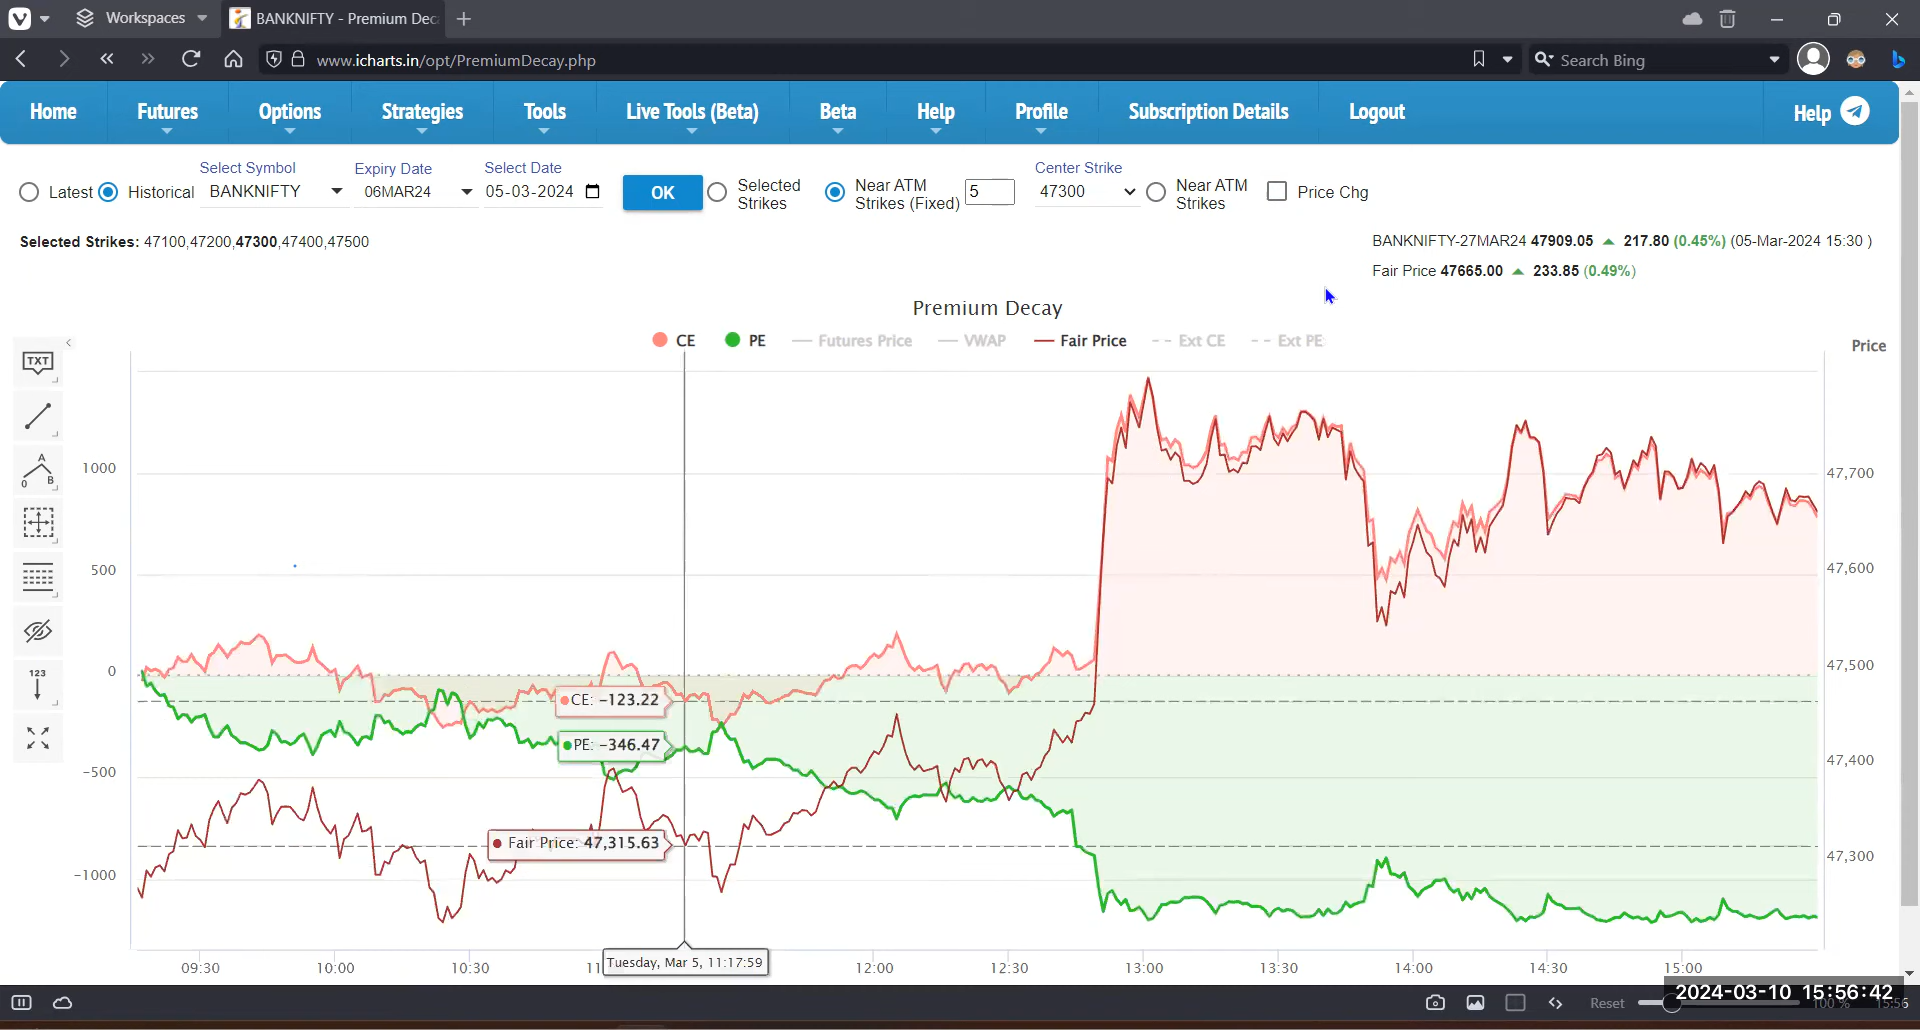 Workspaces
BANKNIFTY - Premium Dec
www.icharts.in/opt/PremiumDecay.php
Search Bing
Home
Futures
Options
Strategies
Tools
Live Tools (Beta)
Beta
Help
Profile
Subscription Details
Logout
Help
Latest
Historical
Select Symbol
BANKNIFTY
Expiry Date
06MAR24
Select Date
05-03-2024
OK
Selected Strikes
Near ATM Strikes (Fixed)
5
Center Strike
47300
Near ATM Strikes
Price Chg
Selected Strikes: 47100,47200,47300,47400,47500
BANKNIFTY-27MAR24 47909.05 ▲ 217.80 (0.45%) (05-Mar-2024 15:30 )
Fair Price 47665.00 ▲ 233.85 (0.49%)
Premium Decay
CE
PE
Futures Price
VWAP
Fair Price
Ext CE
Ext PE
Price
TXT
A
0 B
123
1000
500
0
-500
-1000
47,700
47,600
47,500
47,400
47,300
CE: -123.22
PE: -346.47
Fair Price: 47,315.63
Tuesday, Mar 5, 11:17:59
09:30
10:00
10:30
12:00
12:30
13:00
13:30
14:00
14:30
15:00
Reset
100 %
2024-03-10 15:56:42
15:56